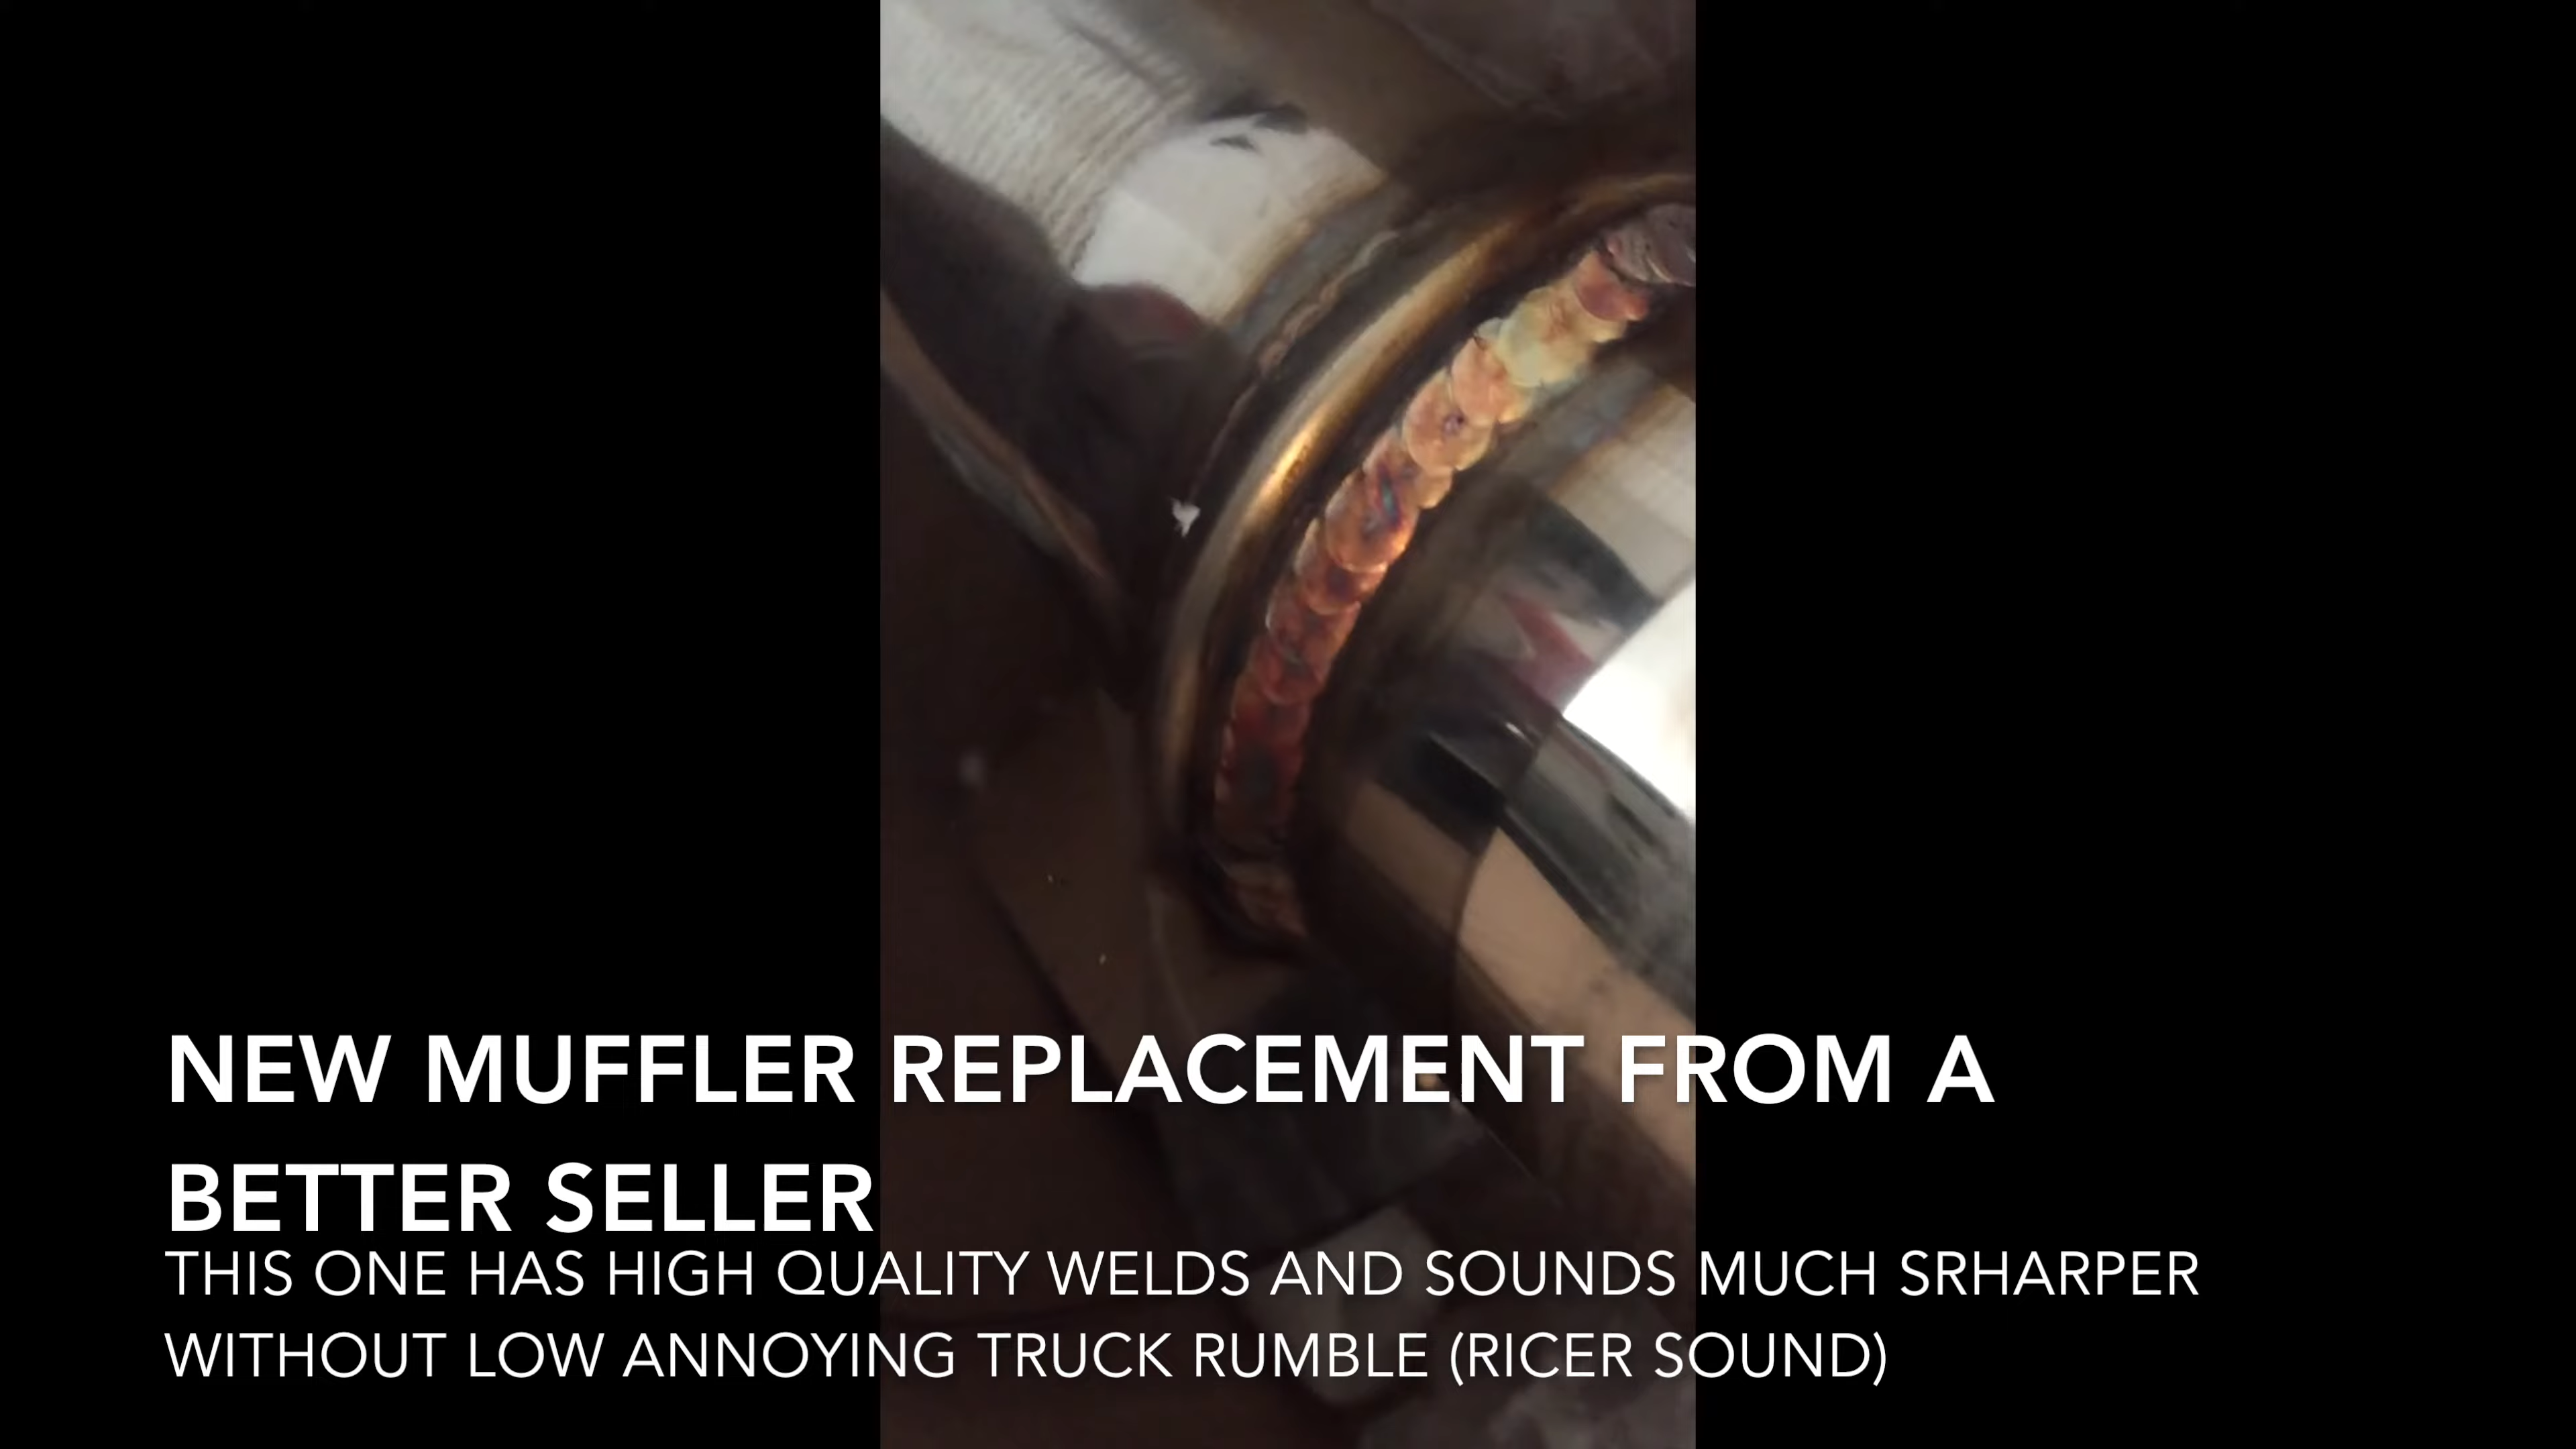 NEW MUFFLER REPLACEMENT FROM A
BETTER SELLER
THIS ONE HAS HIGH QUALITY WELDS AND SOUNDS MUCH SRHARPER
WITHOUT LOW ANNOYING TRUCK RUMBLE (RICER SOUND)